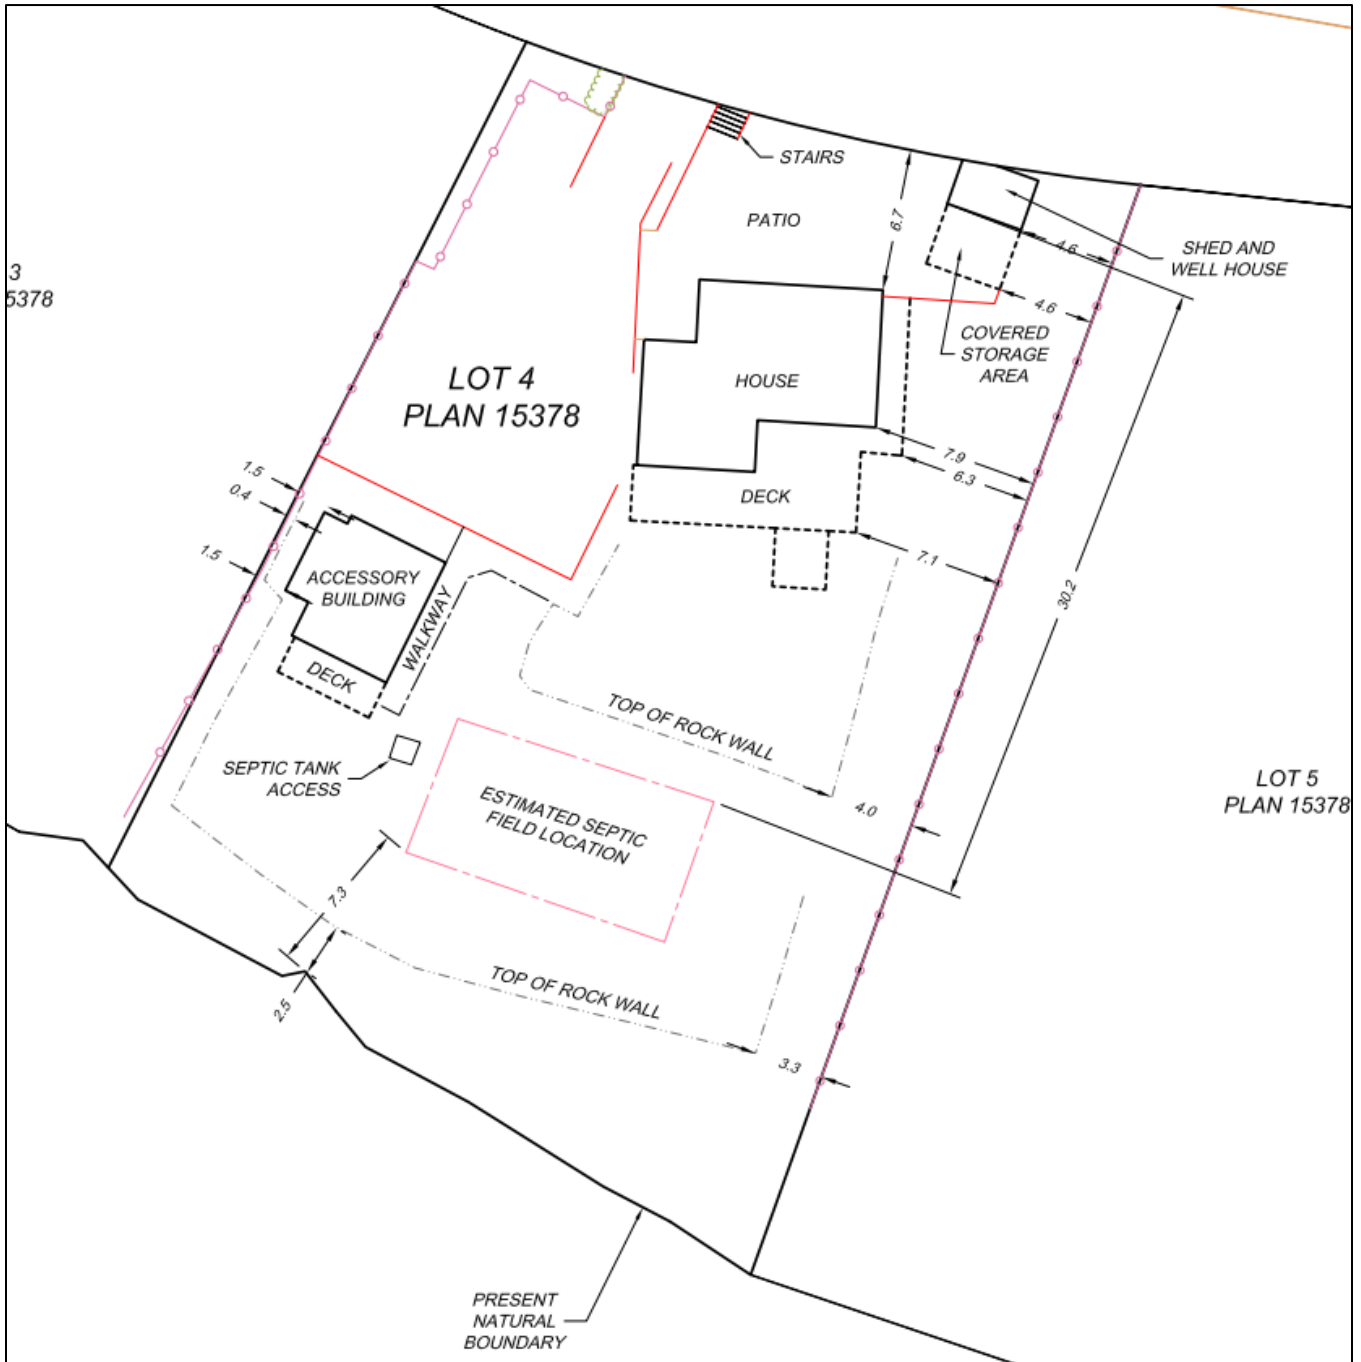 STAIRS
PATIO
6.7
4.6
SHED AND
WELL HOUSE
3
5378
4.6
COVERED
STORAGE
AREA
LOT 4
PLAN 15378
HOUSE
7.9
6.3
DECK
1.5
0.4
1.5
7.1
30.2
ACCESSORY
BUILDING
WALKWAY
DECK
TOP OF ROCK WALL
SEPTIC TANK
ACCESS
ESTIMATED SEPTIC
FIELD LOCATION
4.0
LOT 5
PLAN 15378
7.3
2.5
TOP OF ROCK WALL
3.3
PRESENT
NATURAL
BOUNDARY